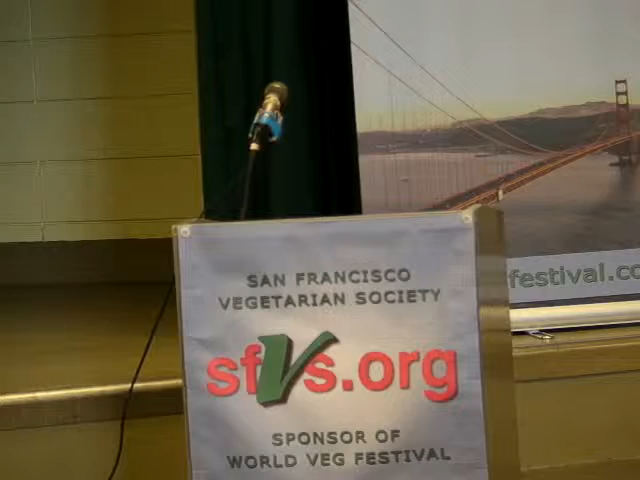 SAN FRANCISCO
VEGETARIAN SOCIETY
sfVs.org
SPONSOR OF
WORLD VEG FESTIVAL
festival.co